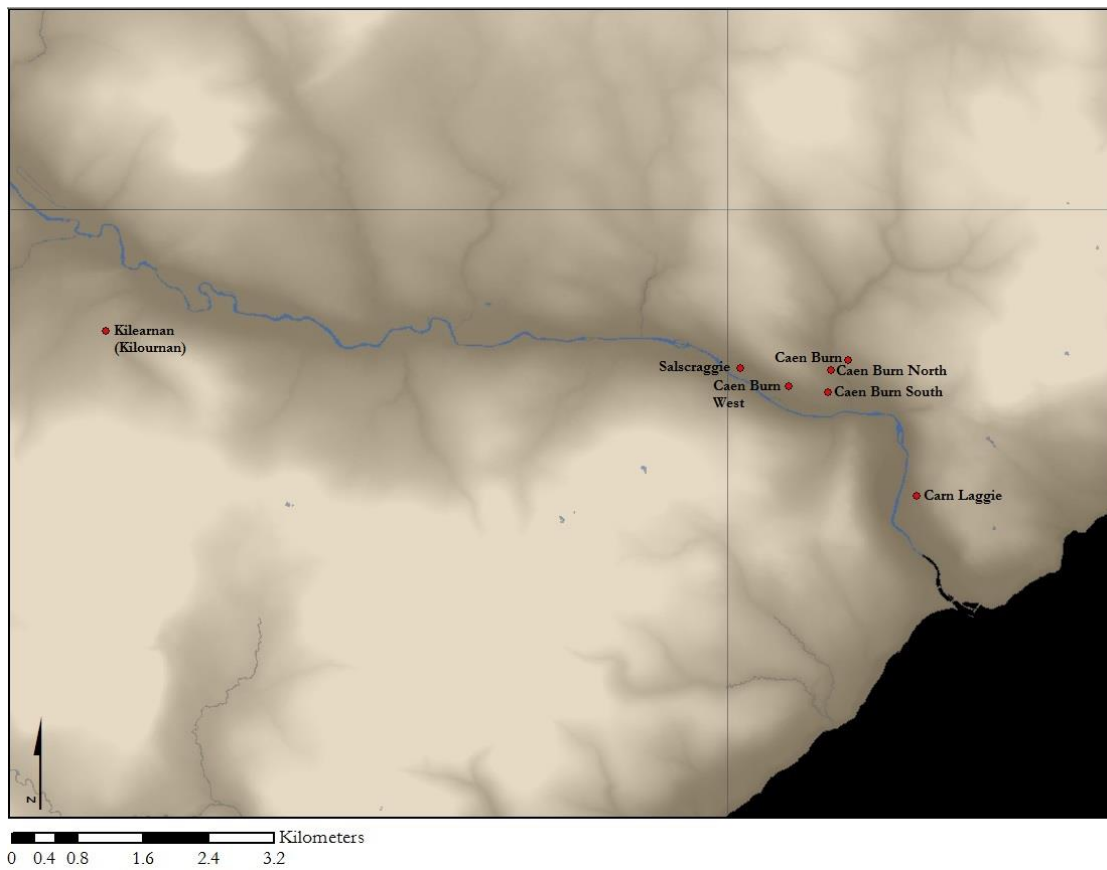 Kilearnan
(Kilournan)
Salscraggie
Caen Burn
Caen Burn North
Caen Burn
West
Caen Burn South
Carn Laggie
N
Kilometers
0 0.4 0.8 1.6 2.4 3.2